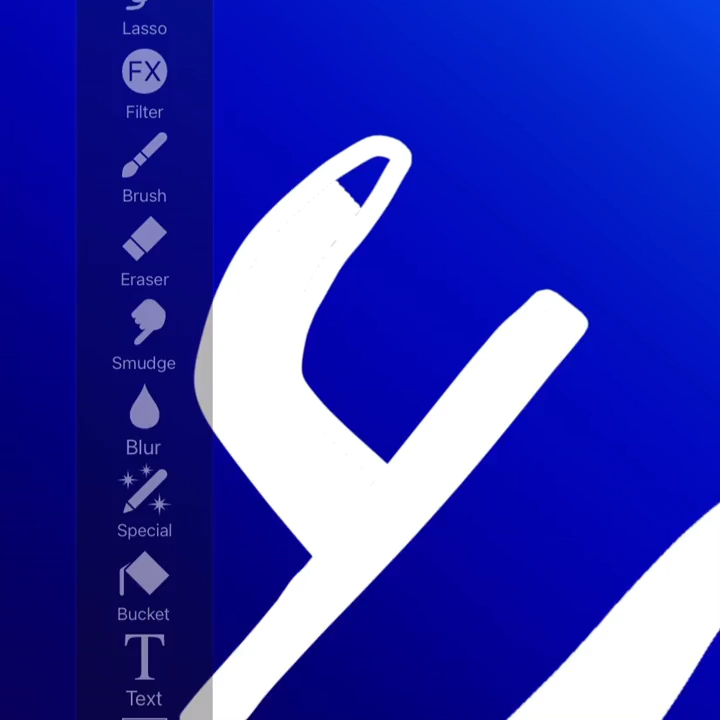 Lasso
FX
Filter
Brush
Eraser
Smudge
Blur
Special
Bucket
T
Text